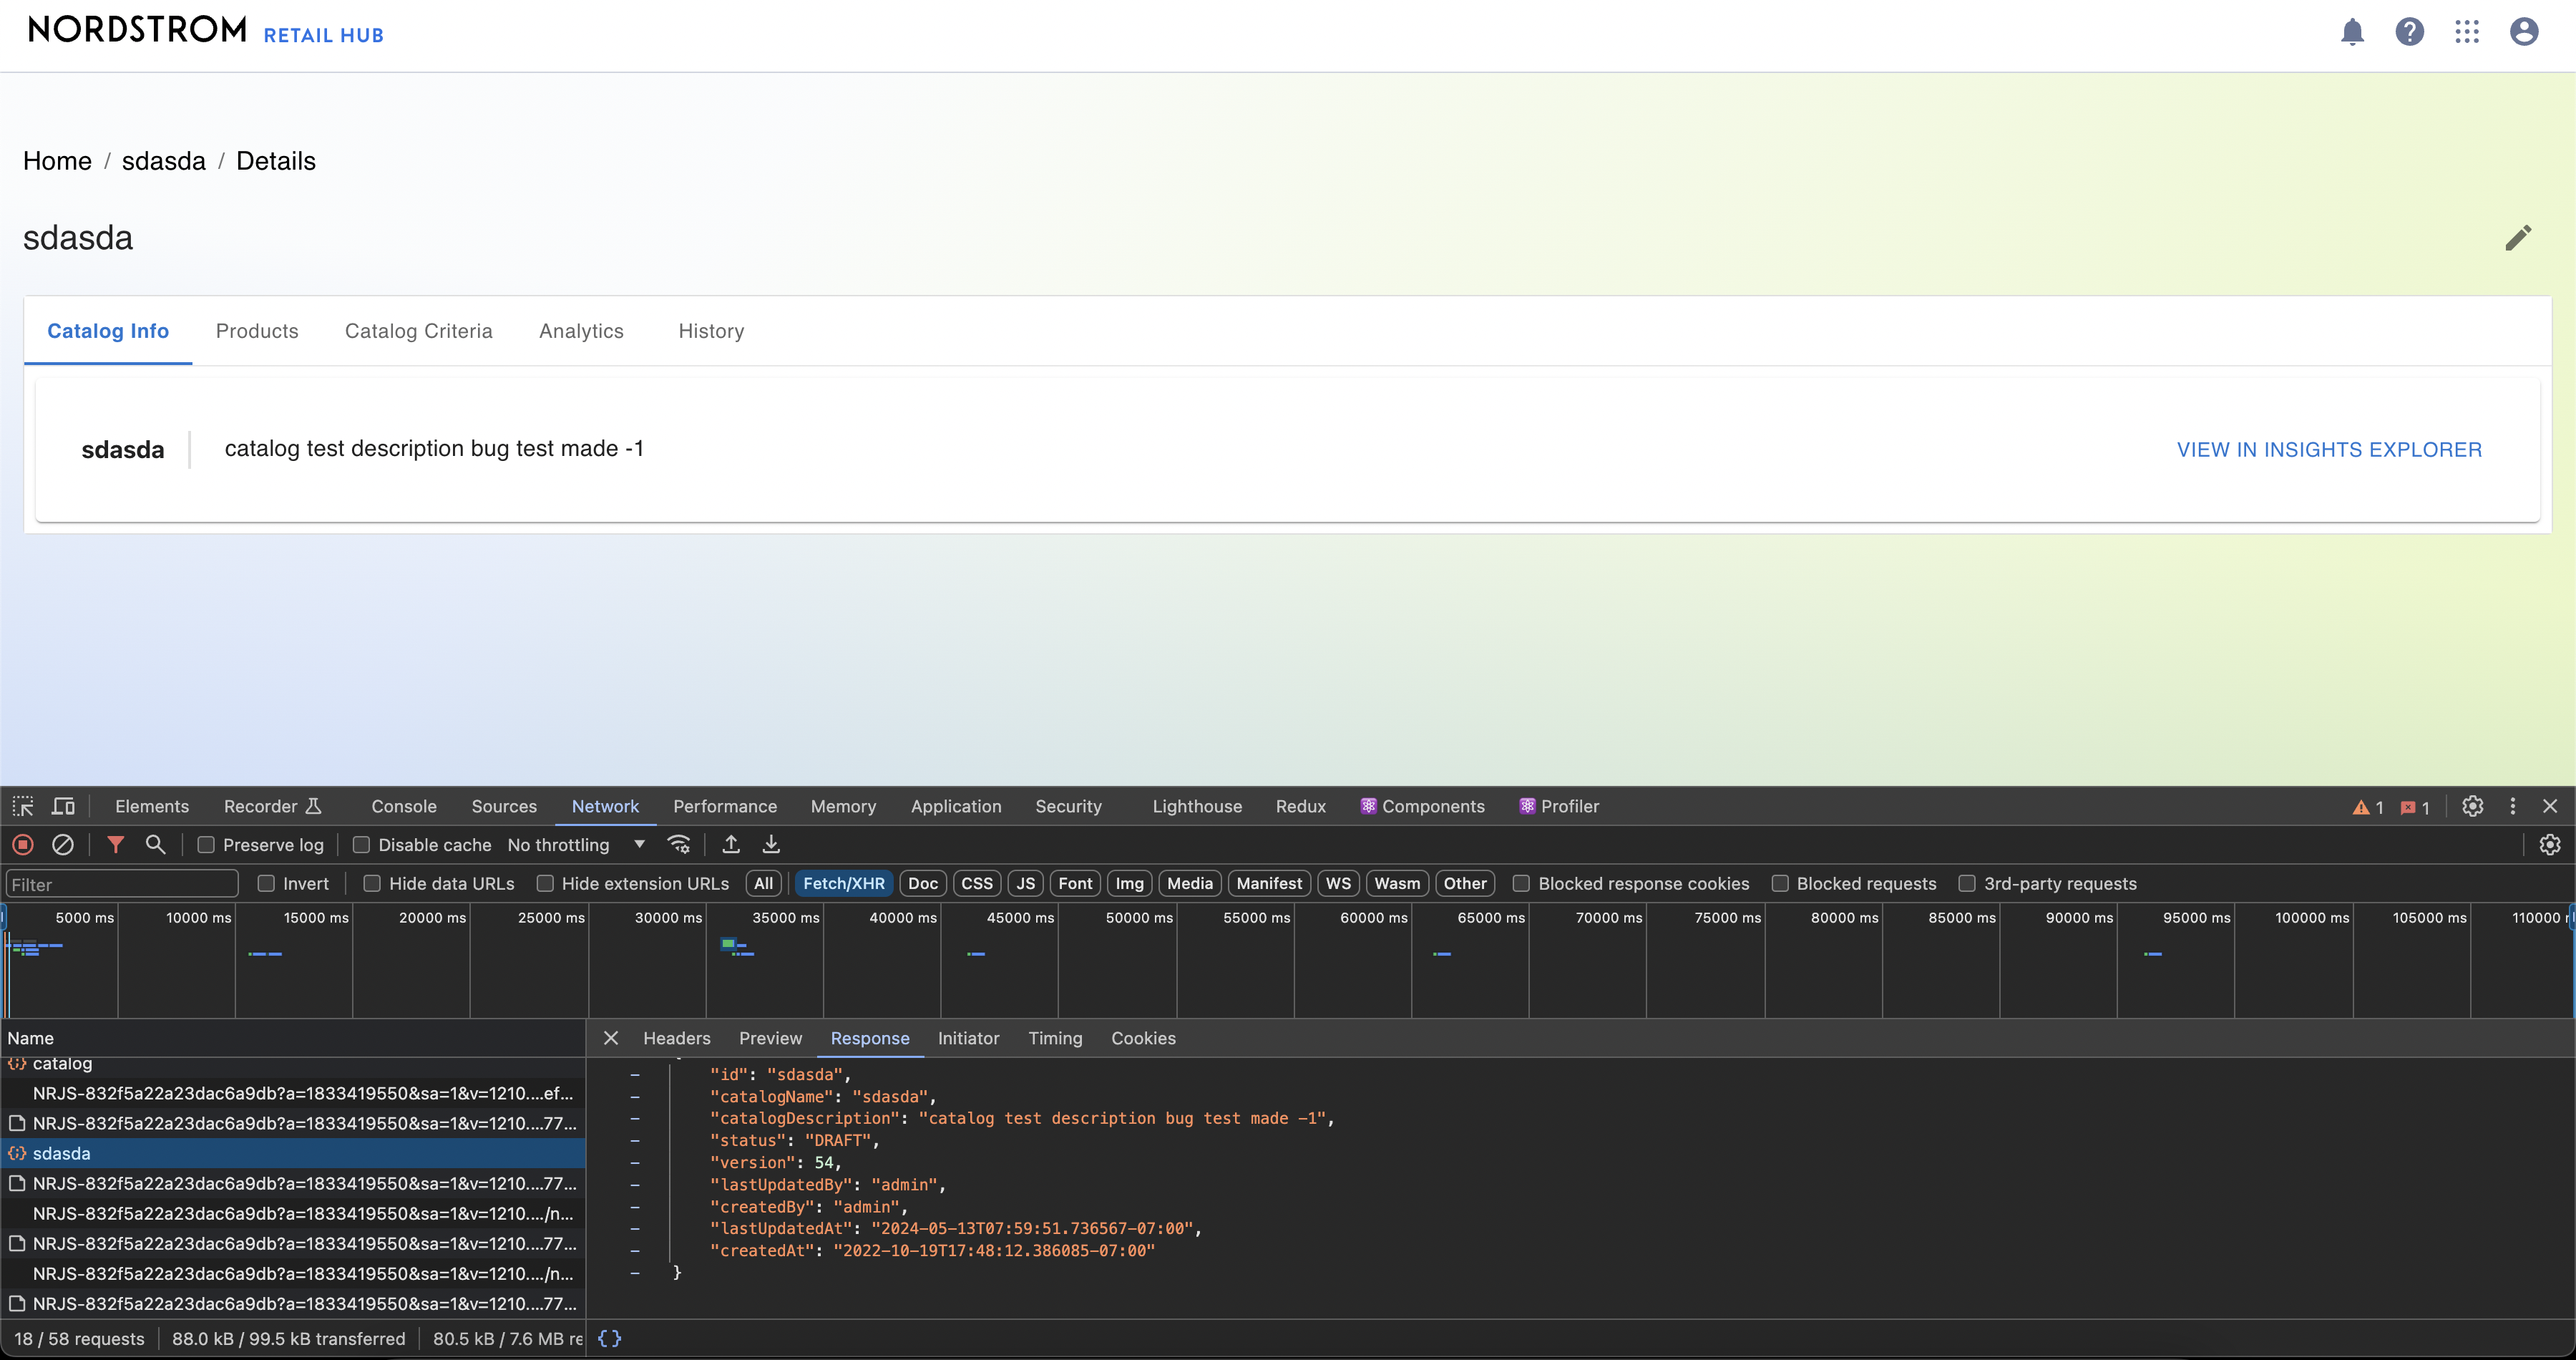 NORDSTROM RETAIL HUB
Home / sdasda / Details
sdasda
Catalog Info Products Catalog Criteria Analytics History
sdasda catalog test description bug test made -1 VIEW IN INSIGHTS EXPLORER
Elements Recorder Console Sources Network Performance Memory Application Security Lighthouse Redux Components Profiler 1 1
Preserve log Disable cache No throttling
Filter Invert Hide data URLs Hide extension URLs All Fetch/XHR Doc CSS JS Font Img Media Manifest WS Wasm Other Blocked response cookies Blocked requests 3rd-party requests
5000 ms 10000 ms 15000 ms 20000 ms 25000 ms 30000 ms 35000 ms 40000 ms 45000 ms 50000 ms 55000 ms 60000 ms 65000 ms 70000 ms 75000 ms 80000 ms 85000 ms 90000 ms 95000 ms 100000 ms 105000 ms 110000
Name
catalog
NRJS-832f5a22a23dac6a9db?a=1833419550&sa=1&v=1210....ef...
NRJS-832f5a22a23dac6a9db?a=1833419550&sa=1&v=1210....77...
sdasda
NRJS-832f5a22a23dac6a9db?a=1833419550&sa=1&v=1210....77...
NRJS-832f5a22a23dac6a9db?a=1833419550&sa=1&v=1210..../n...
NRJS-832f5a22a23dac6a9db?a=1833419550&sa=1&v=1210....77...
NRJS-832f5a22a23dac6a9db?a=1833419550&sa=1&v=1210..../n...
NRJS-832f5a22a23dac6a9db?a=1833419550&sa=1&v=1210....77...
18 / 58 requests 88.0 kB / 99.5 kB transferred 80.5 kB / 7.6 MB re
Headers Preview Response Initiator Timing Cookies
- "id": "sdasda",
- "catalogName": "sdasda",
- "catalogDescription": "catalog test description bug test made -1",
- "status": "DRAFT",
- "version": 54,
- "lastUpdatedBy": "admin",
- "createdBy": "admin",
- "lastUpdatedAt": "2024-05-13T07:59:51.736567-07:00",
- "createdAt": "2022-10-19T17:48:12.386085-07:00"
- }
{}